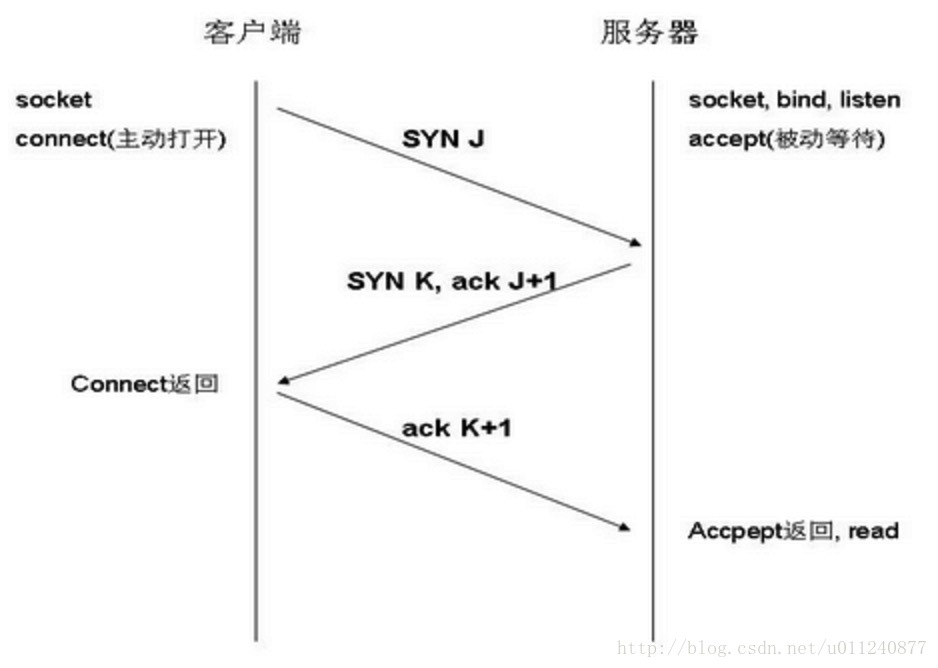 客户端
服务器
socket
connect(主动打开)
socket, bind, listen
accept(被动等待)
SYN J
SYN K, ack J+1
Connect返回
ack K+1
Accpept返回, read
http://blog.csdn.net/u011240877